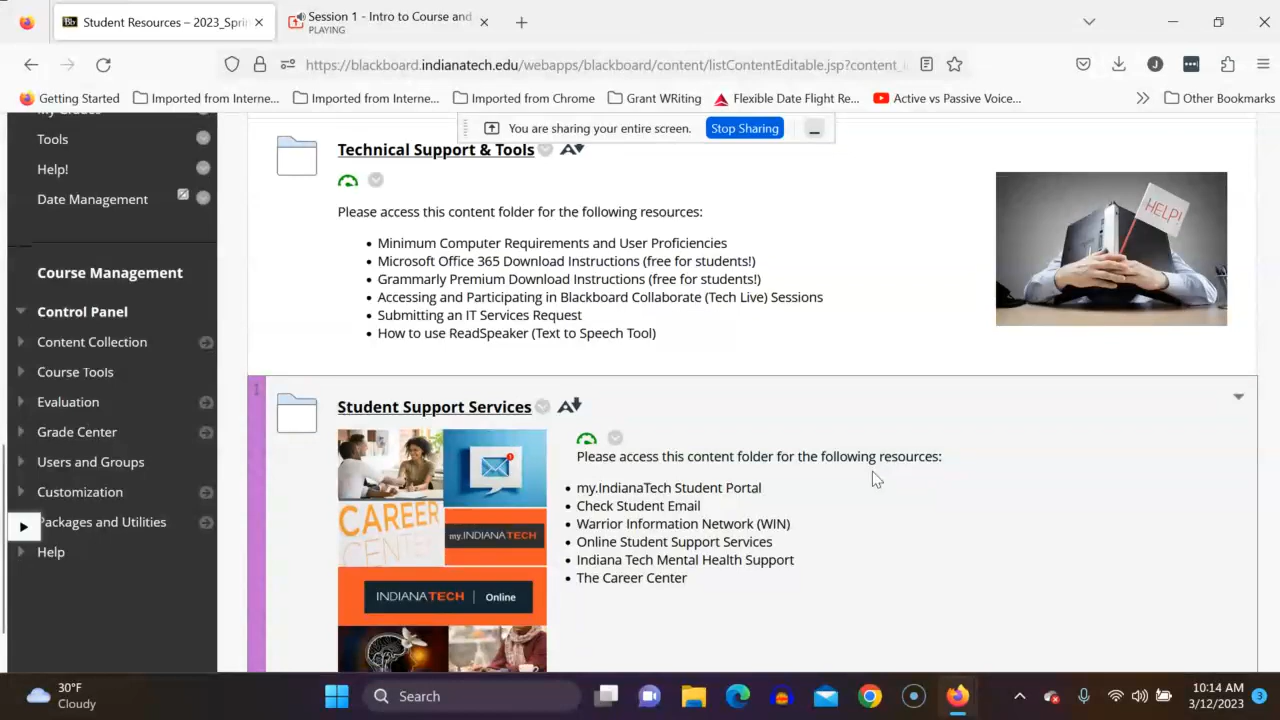 Student Resources – 2023_Spri
Session 1 - Intro to Course and
PLAYING
https://blackboard.indianatech.edu/webapps/blackboard/content/listContentEditable.jsp?content_i
Getting Started
Imported from Interne...
Imported from Interne...
Imported from Chrome
Grant WRiting
Flexible Date Flight Re...
Active vs Passive Voice...
Other Bookmarks
You are sharing your entire screen.
Stop Sharing
Tools
Help!
Date Management
Course Management
Control Panel
Content Collection
Course Tools
Evaluation
Grade Center
Users and Groups
Customization
Packages and Utilities
Help
Technical Support & Tools
Please access this content folder for the following resources:
• Minimum Computer Requirements and User Proficiencies
• Microsoft Office 365 Download Instructions (free for students!)
• Grammarly Premium Download Instructions (free for students!)
• Accessing and Participating in Blackboard Collaborate (Tech Live) Sessions
• Submitting an IT Services Request
• How to use ReadSpeaker (Text to Speech Tool)
HELP!
1
Student Support Services
Please access this content folder for the following resources:
• my.IndianaTech Student Portal
• Check Student Email
• Warrior Information Network (WIN)
• Online Student Support Services
• Indiana Tech Mental Health Support
• The Career Center
CAREER
CENTER
my.INDIANATECH
INDIANATECH | Online
30°F
Cloudy
Search
10:14 AM
3/12/2023
3